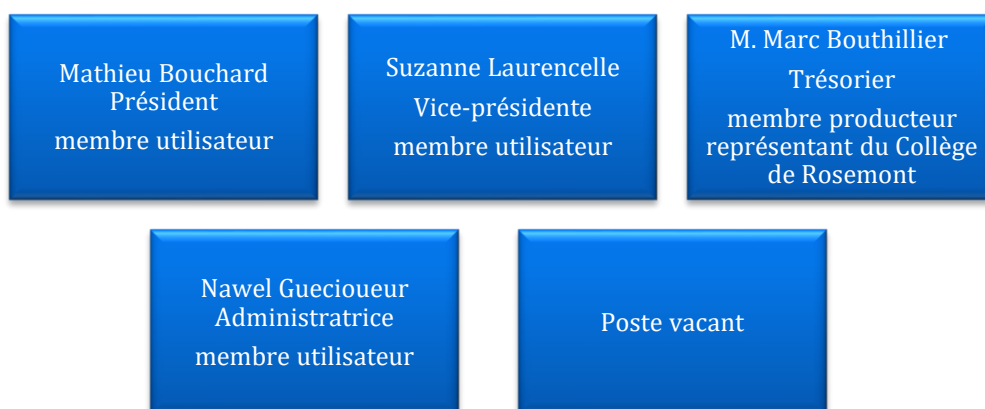 Mathieu Bouchard
Président
membre utilisateur
Suzanne Laurencelle
Vice-présidente
membre utilisateur
M. Marc Bouthillier
Trésorier
membre producteur
représentant du Collège
de Rosemont
Nawel Guecioueur
Administratrice
membre utilisateur
Poste vacant